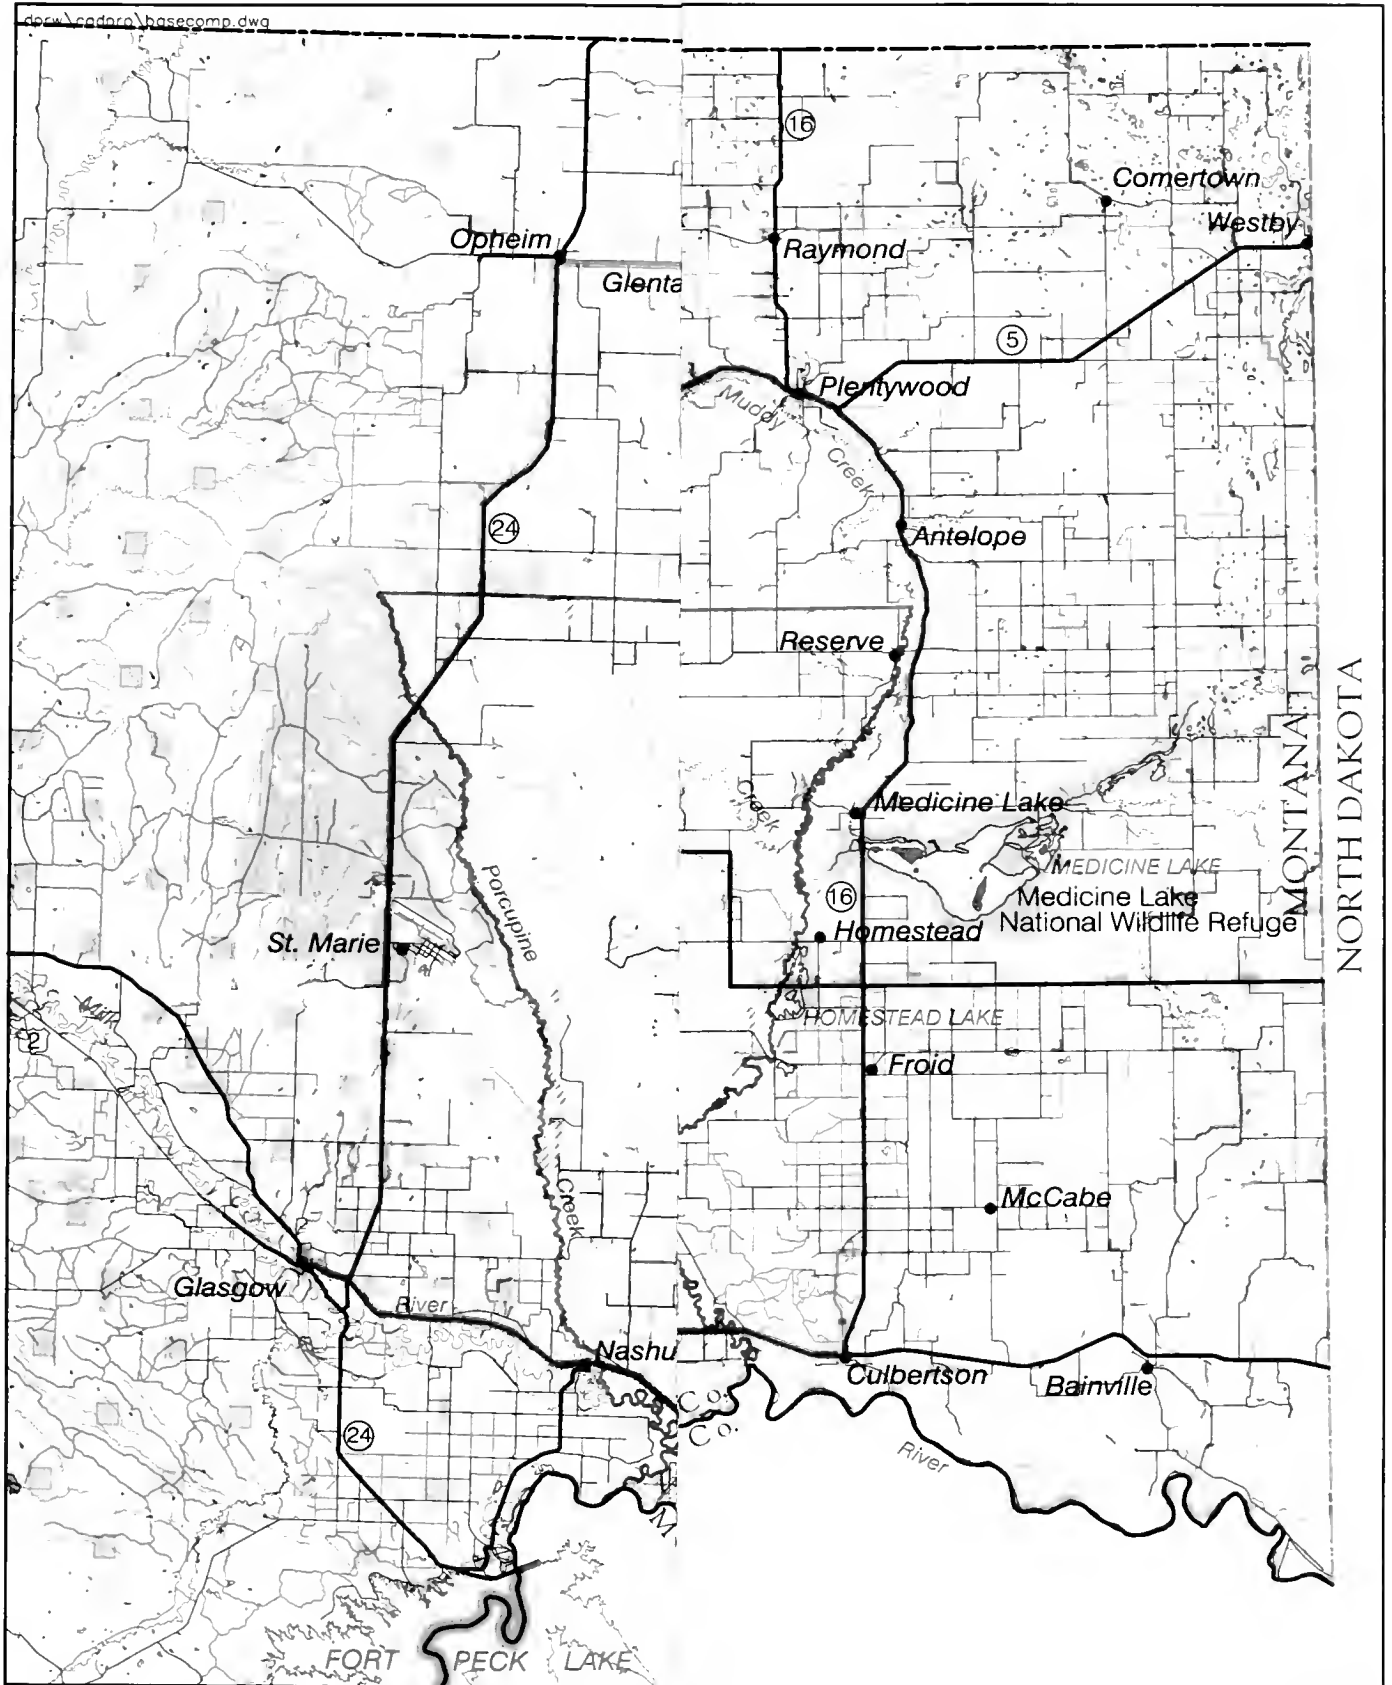 dprw\cadpro\basecomp.dwg
16
Comertown
Westby
Opheim
Raymond
Glenta
5
Plentywood
Muddy
Creek
24
Antelope
Reserve
MONTANA
NORTH DAKOTA
Creek
Medicine Lake
MEDICINE LAKE
Porcupine
16
Medicine Lake
National Wildlife Refuge
Homestead
St. Marie
Milk
HOMESTEAD LAKE
2
Froid
Creek
McCabe
Glasgow
River
Nashu
Culbertson
Bainville
Co.
Co.
24
River
M
FORT PECK LAKE